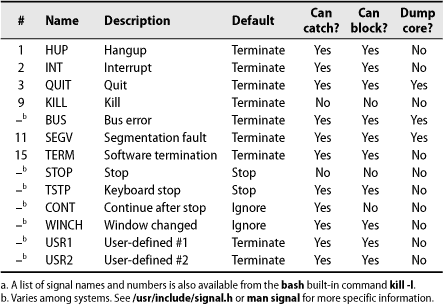 # Name Description Default Can catch? Can block? Dump core?
1 HUP Hangup Terminate Yes Yes No
2 INT Interrupt Terminate Yes Yes No
3 QUIT Quit Terminate Yes Yes Yes
9 KILL Kill Terminate No No No
–b BUS Bus error Terminate Yes Yes Yes
11 SEGV Segmentation fault Terminate Yes Yes Yes
15 TERM Software termination Terminate Yes Yes No
–b STOP Stop Stop No No No
–b TSTP Keyboard stop Stop Yes Yes No
–b CONT Continue after stop Ignore Yes No No
–b WINCH Window changed Ignore Yes Yes No
–b USR1 User-defined #1 Terminate Yes Yes No
–b USR2 User-defined #2 Terminate Yes Yes No
a. A list of signal names and numbers is also available from the bash built-in command kill -l.
b. Varies among systems. See /usr/include/signal.h or man signal for more specific information.